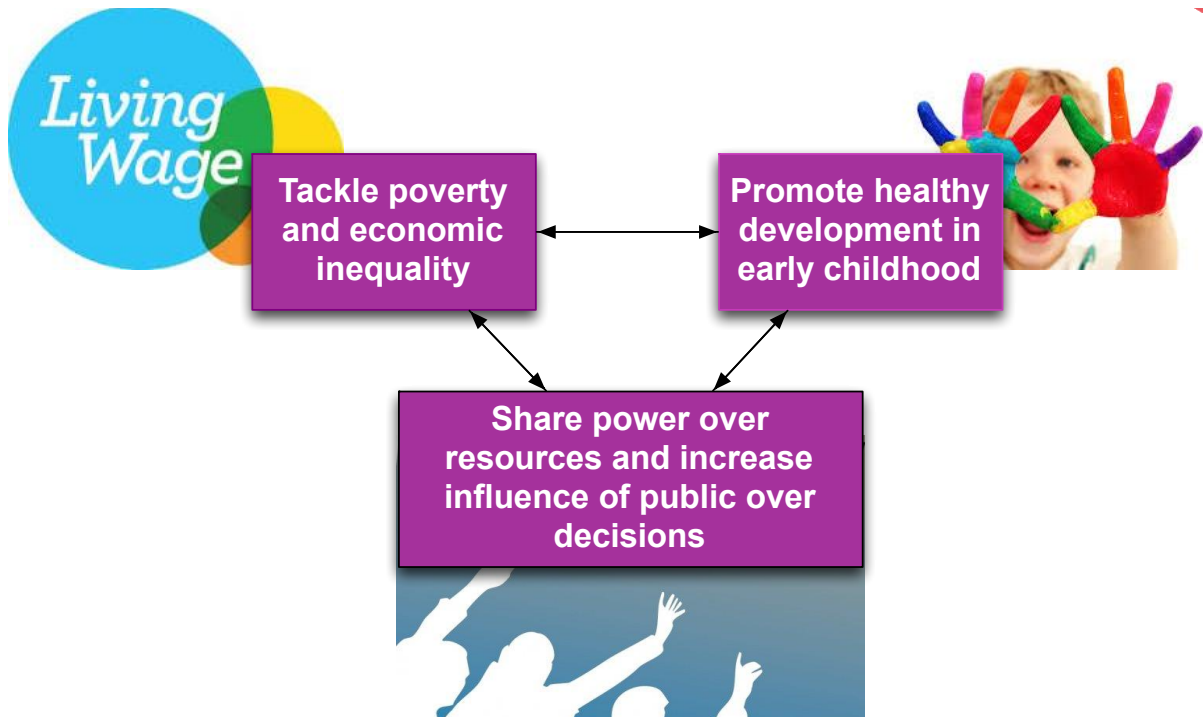 Living
Wage
Tackle poverty
and economic
inequality
Promote healthy
development in
early childhood
Share power over
resources and increase
influence of public over
decisions